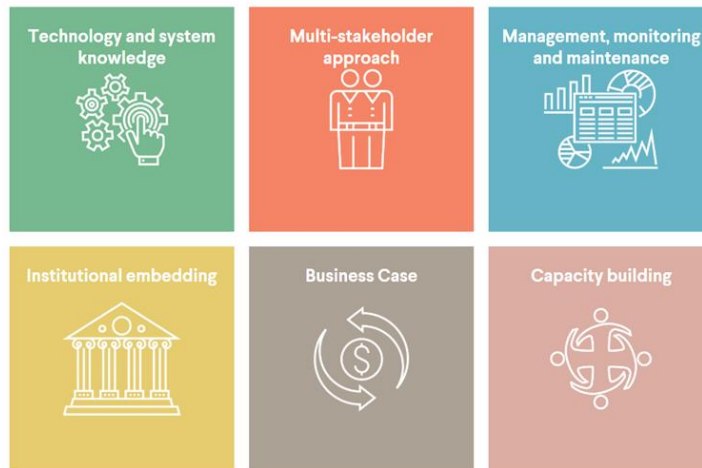 Technology and system
knowledge
Multi-stakeholder
approach
Management, monitoring
and maintenance
Institutional embedding
Business Case
$
Capacity building